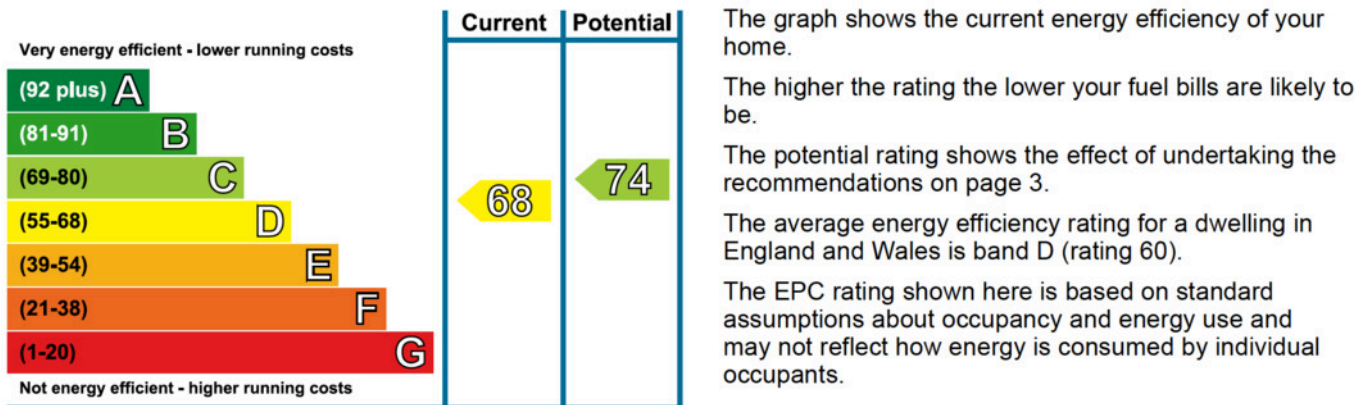 Current Potential
Very energy efficient - lower running costs
(92 plus) A
(81-91) B
(69-80) C
(55-68) D
(39-54) E
(21-38) F
(1-20) G
Not energy efficient - higher running costs
68
74
The graph shows the current energy efficiency of your
home.
The higher the rating the lower your fuel bills are likely to
be.
The potential rating shows the effect of undertaking the
recommendations on page 3.
The average energy efficiency rating for a dwelling in
England and Wales is band D (rating 60).
The EPC rating shown here is based on standard
assumptions about occupancy and energy use and
may not reflect how energy is consumed by individual
occupants.